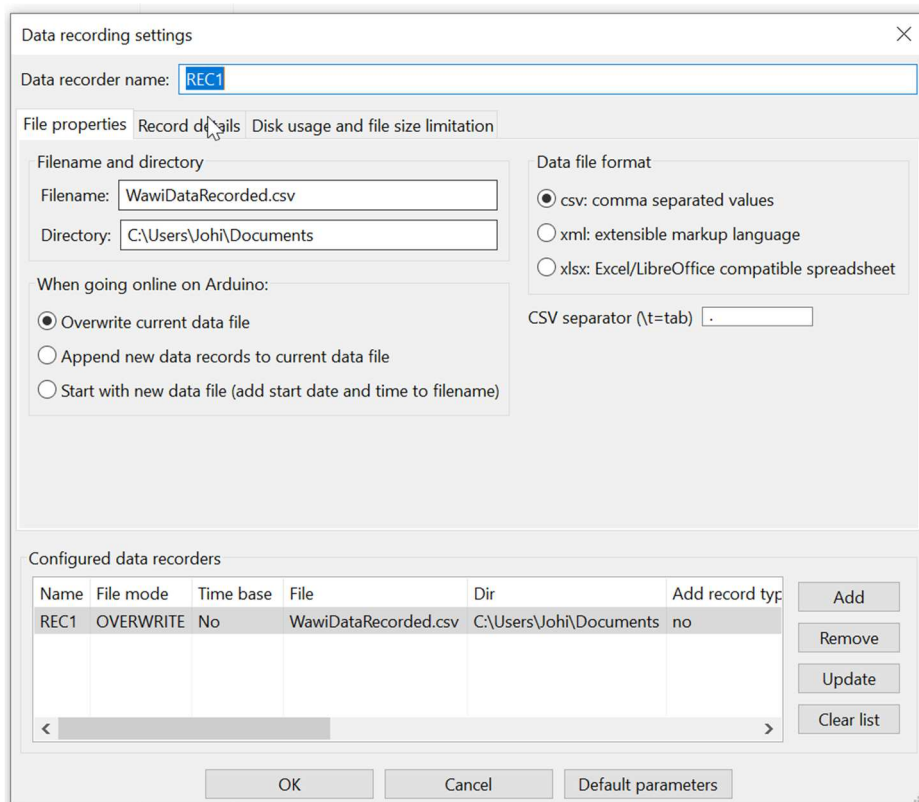 Data recording settings
Data recorder name: REC1
File properties Record details Disk usage and file size limitation
Filename and directory
Filename: WawiDataRecorded.csv
Directory: C:\Users\Johi\Documents
When going online on Arduino:
Overwrite current data file
Append new data records to current data file
Start with new data file (add start date and time to filename)
Data file format
csv: comma separated values
xml: extensible markup language
xlsx: Excel/LibreOffice compatible spreadsheet
CSV separator (\t=tab) .
Configured data recorders
Name File mode Time base File Dir Add record typ
REC1 OVERWRITE No WawiDataRecorded.csv C:\Users\Johi\Documents no
Add
Remove
Update
Clear list
OK Cancel Default parameters